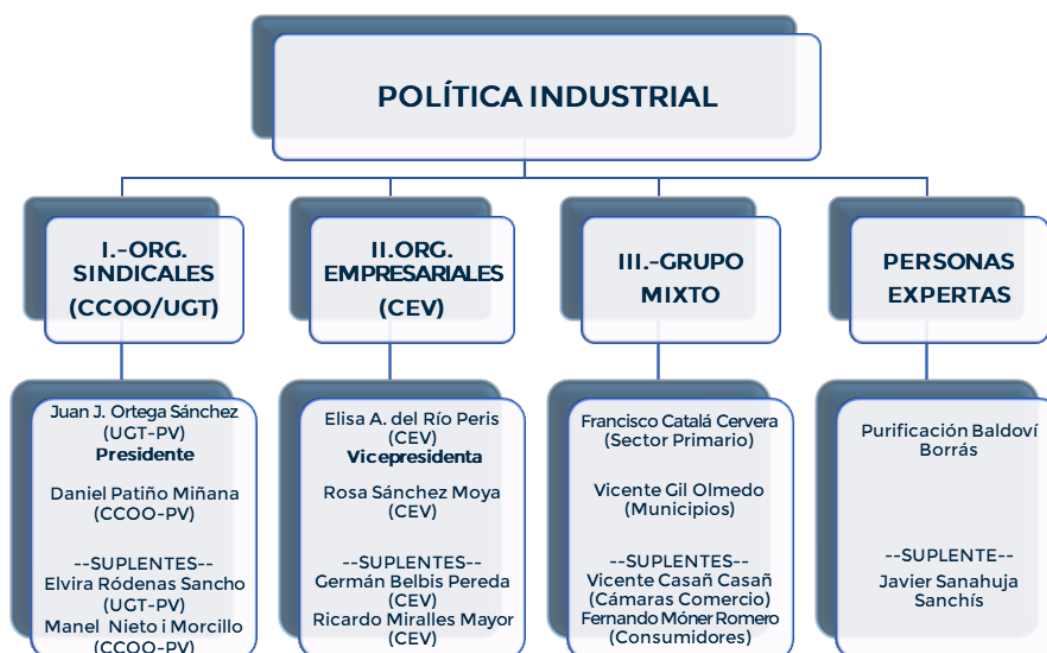 POLÍTICA INDUSTRIAL
I.-ORG.
SINDICALES
(CCOO/UGT)
II.ORG.
EMPRESARIALES
(CEV)
III.-GRUPO
MIXTO
PERSONAS
EXPERTAS
Juan J. Ortega Sánchez
(UGT-PV)
Presidente
Daniel Patiño Miñana
(CCOO-PV)
--SUPLENTES--
Elvira Ródenas Sancho
(UGT-PV)
Manel Nieto i Morcillo
(CCOO-PV)
Elisa A. del Río Peris
(CEV)
Vicepresidenta
Rosa Sánchez Moya
(CEV)
--SUPLENTES--
Germán Belbis Pereda
(CEV)
Ricardo Miralles Mayor
(CEV)
Francisco Catalá Cervera
(Sector Primario)
Vicente Gil Olmedo
(Municipios)
--SUPLENTES--
Vicente Casañ Casañ
(Cámaras Comercio)
Fernando Móner Romero
(Consumidores)
Purificación Baldoví
Borrás
--SUPLENTE--
Javier Sanahuja
Sanchís